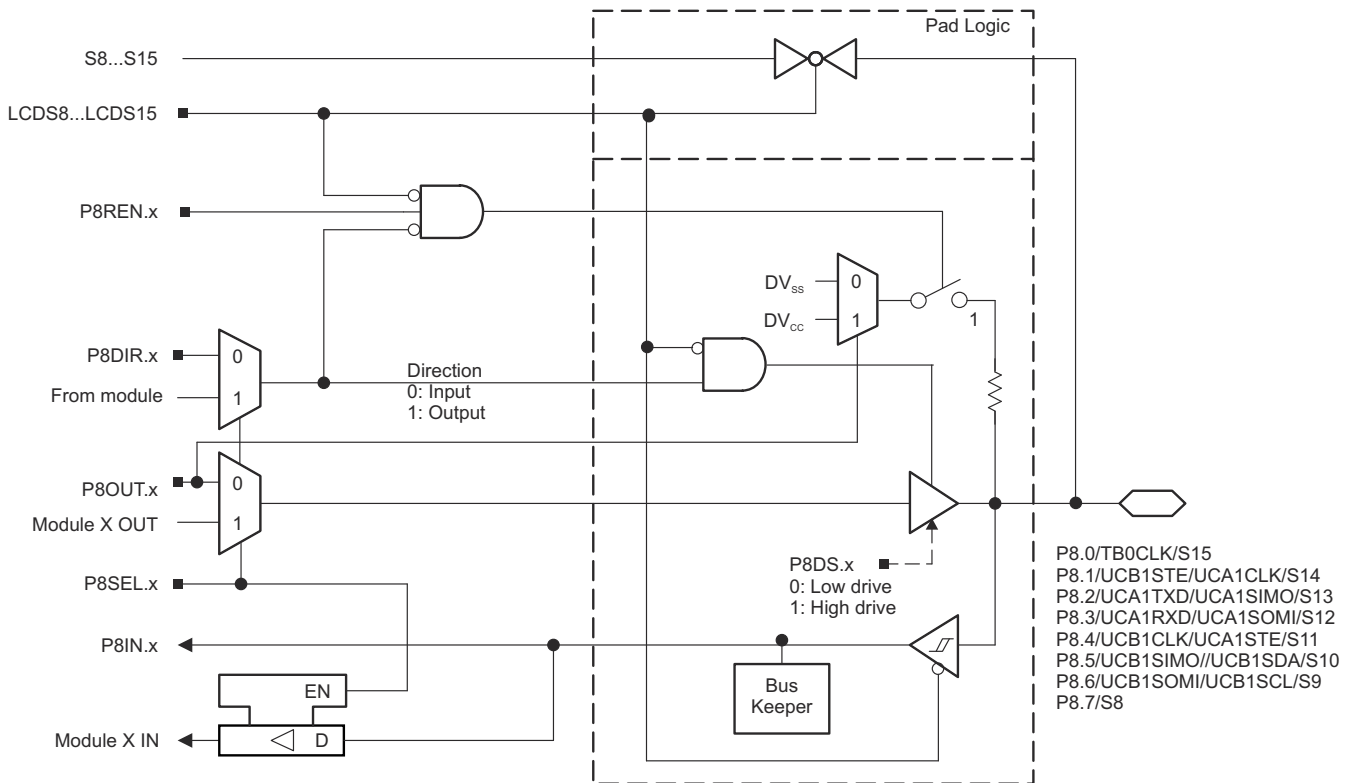 Pad Logic
S8...S15
LCDS8...LCDS15
P8REN.x
DVSS
0
DVCC
1
1
P8DIR.x
0
From module
1
Direction
0: Input
1: Output
P8OUT.x
0
Module X OUT
1
P8DS.x
0: Low drive
1: High drive
P8SEL.x
P8IN.x
EN
Bus
Keeper
Module X IN
D
P8.0/TB0CLK/S15
P8.1/UCB1STE/UCA1CLK/S14
P8.2/UCA1TXD/UCA1SIMO/S13
P8.3/UCA1RXD/UCA1SOMI/S12
P8.4/UCB1CLK/UCA1STE/S11
P8.5/UCB1SIMO//UCB1SDA/S10
P8.6/UCB1SOMI/UCB1SCL/S9
P8.7/S8